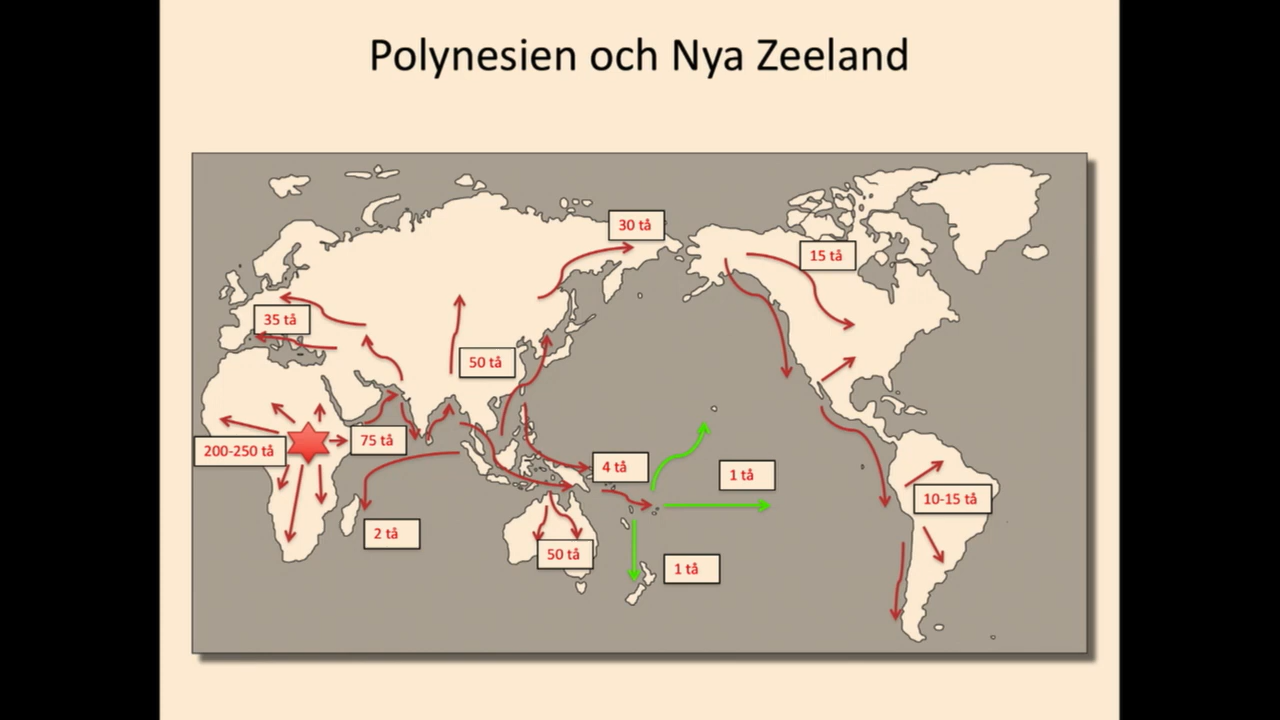 Polynesien och Nya Zeeland
30 tå
15 tå
35 tå
50 tå
200-250 tå
75 tå
4 tå
1 tå
10-15 tå
2 tå
50 tå
1 tå